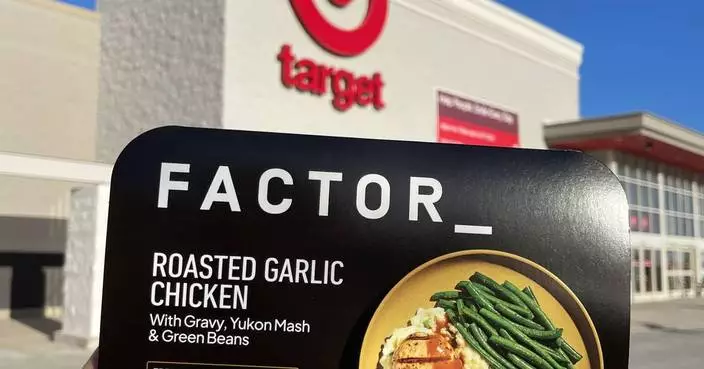 target
FACTOR_
ROASTED GARLIC
CHICKEN
With Gravy, Yukon Mash
& Green Beans